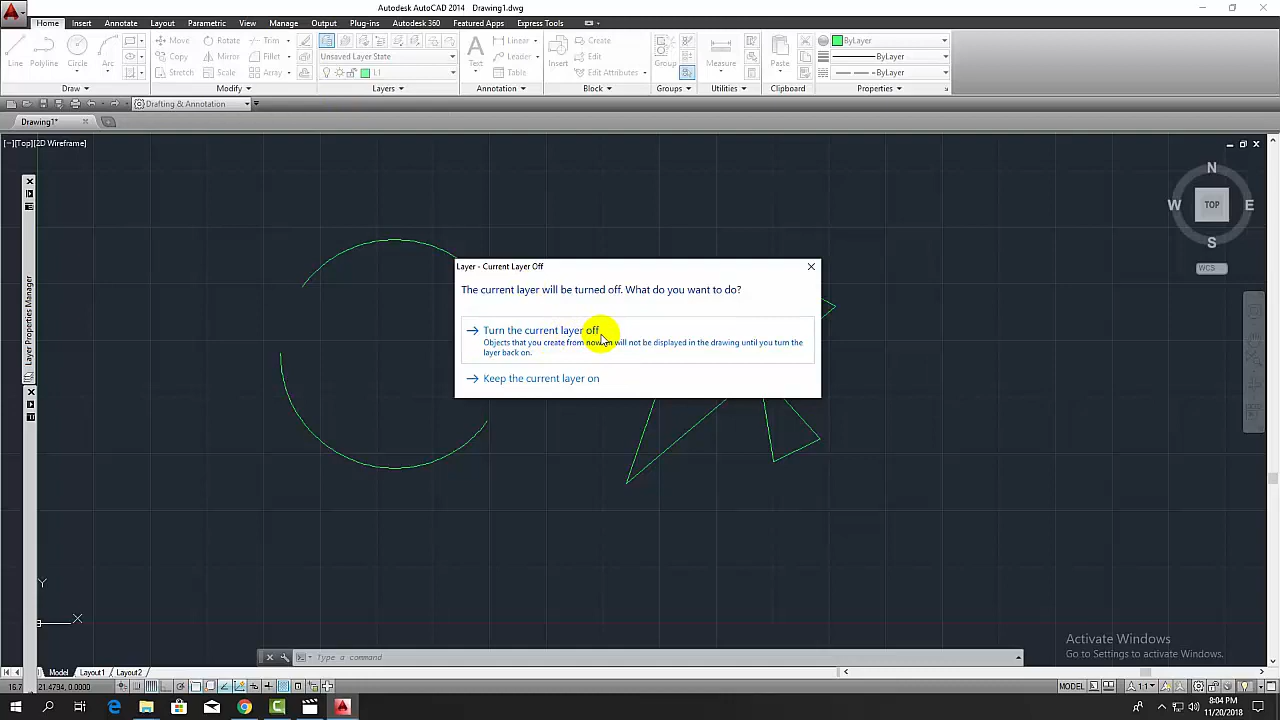 Autodesk AutoCAD 2014 Drawing1.dwg
Home Insert Annotate Layout Parametric View Manage Output Plug-ins Autodesk 360 Featured Apps Express Tools
Line Polyline Circle Arc
Move Rotate Trim
Copy Mirror Fillet
Stretch Scale Array
Unsaved Layer State
L1
Text
Linear
Leader
Table
Insert
Create
Edit
Edit Attributes
Group
Measure
Paste
ByLayer
ByLayer
ByLayer
Draw Modify Layers Annotation Block Groups Utilities Clipboard Properties
Drafting & Annotation
Drawing1*
[−][Top][2D Wireframe]
N
W TOP E
S
WCS
Layer Properties Manager
Layer - Current Layer Off
The current layer will be turned off. What do you want to do?
Turn the current layer off
Objects that you create from now on will not be displayed in the drawing until you turn the
layer back on.
Keep the current layer on
Y
X
Activate Windows
Go to Settings to activate Windows.
Type a command
Model Layout1 Layout2
21.4794, 0.0000
MODEL
1:1
8:04 PM
11/20/2018